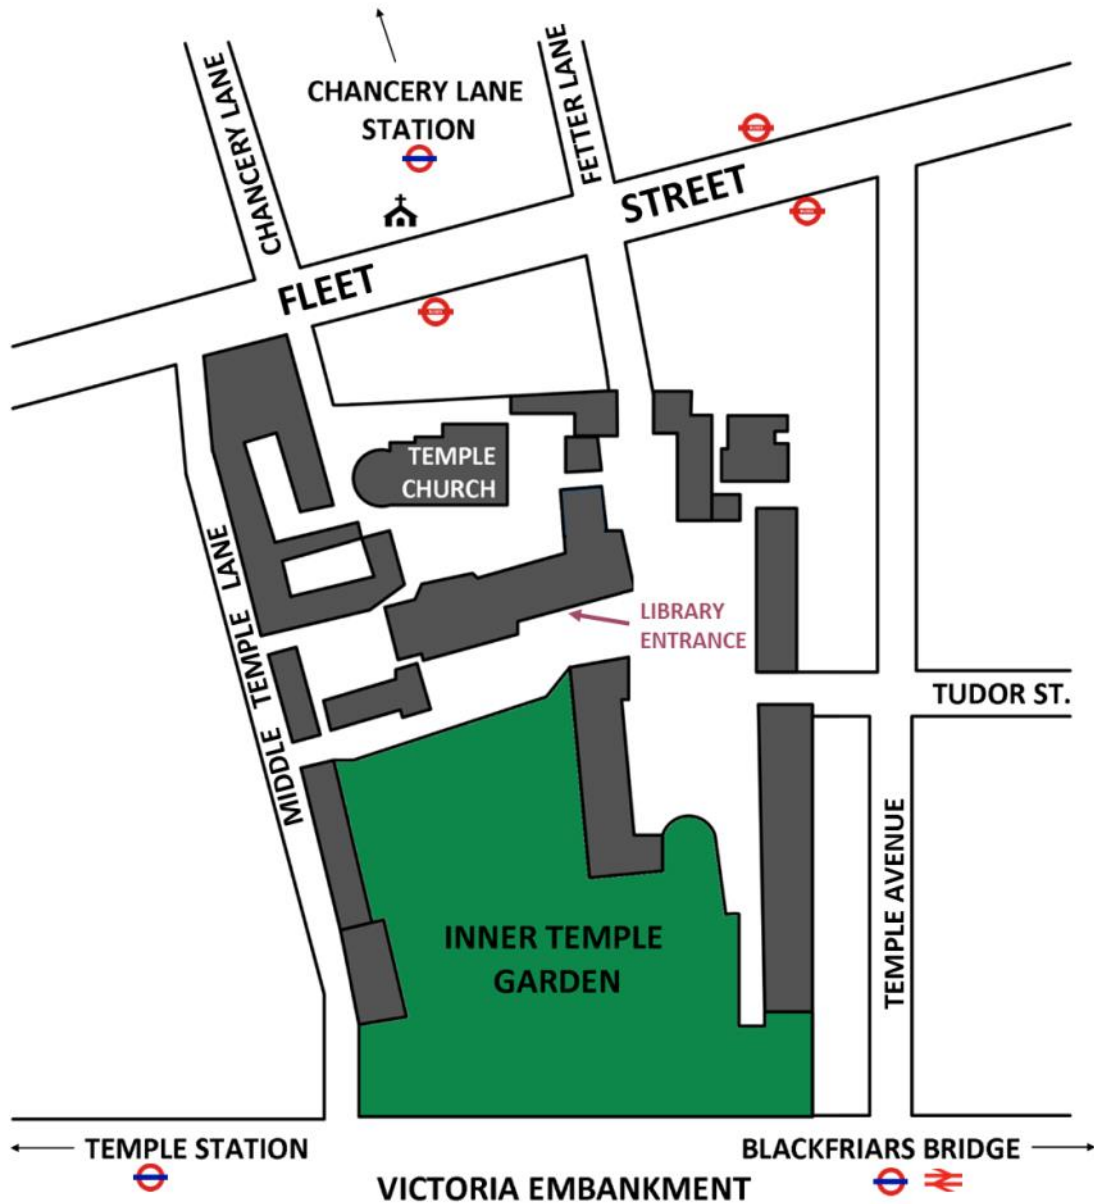 CHANCERY LANE
STATION
CHANCERY LANE
FETTER LANE
STREET
FLEET
TEMPLE
CHURCH
LIBRARY
ENTRANCE
MIDDLE TEMPLE LANE
TUDOR ST.
TEMPLE AVENUE
INNER TEMPLE
GARDEN
TEMPLE STATION
BLACKFRIARS BRIDGE
VICTORIA EMBANKMENT